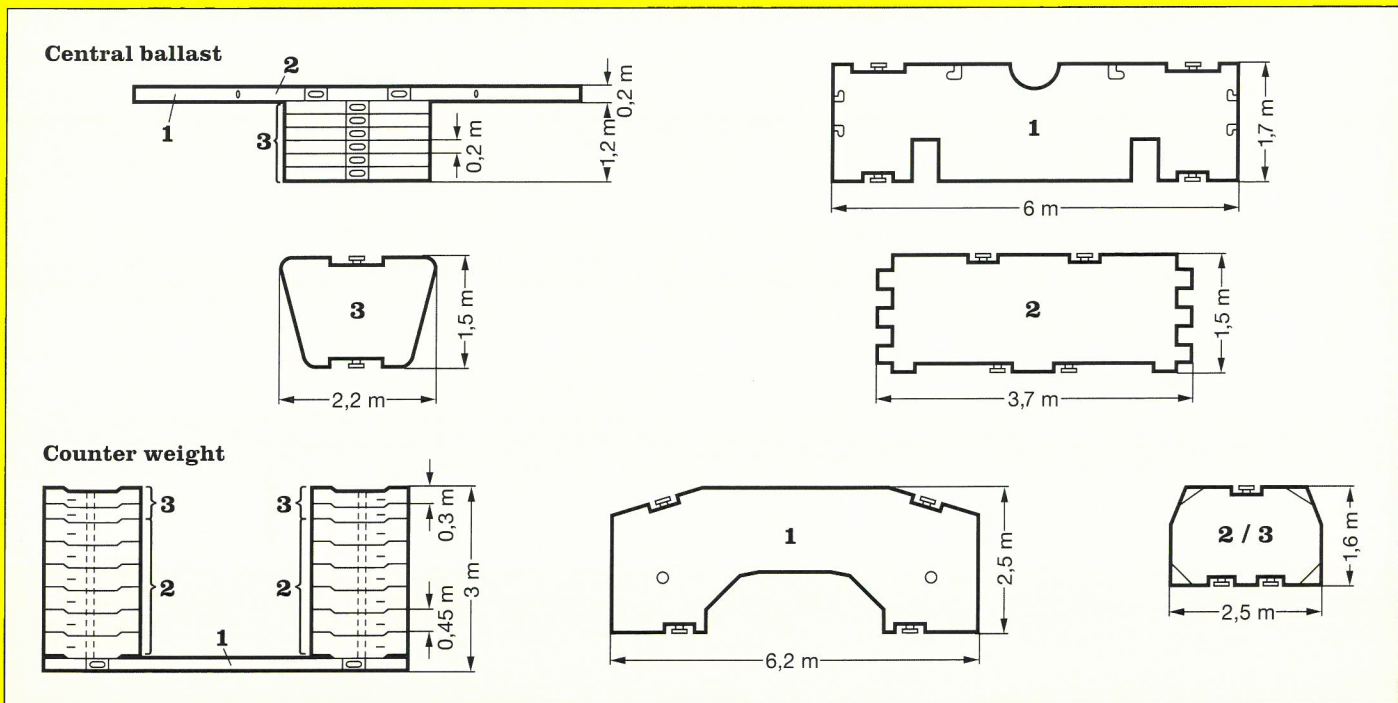 Central ballast
2
1
3
0,2 m
0,2 m
1,2 m
1
1,7 m
6 m
3
1,5 m
2,2 m
2
1,5 m
3,7 m
Counter weight
3
3
2
2
1
0,3 m
0,45 m
3 m
1
2,5 m
6,2 m
2 / 3
1,6 m
2,5 m